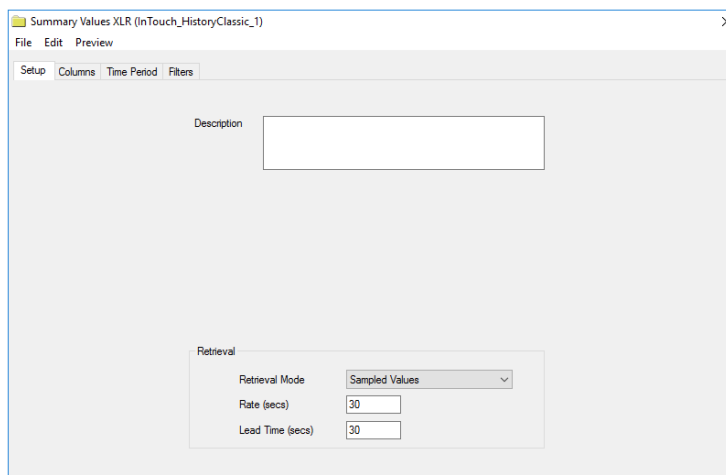 Summary Values XLR (InTouch_HistoryClassic_1)
File Edit Preview
Setup Columns Time Period Filters
Description
Retrieval
Retrieval Mode Sampled Values
Rate (secs) 30
Lead Time (secs) 30